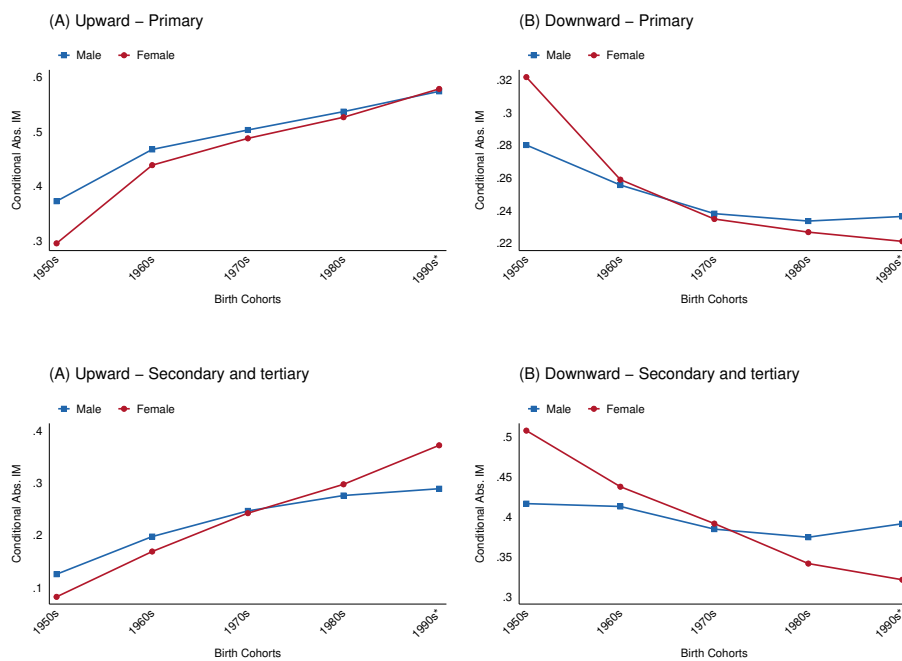 (A) Upward − Primary
Male Female
Conditional Abs. IM
.6
.5
.4
.3
1950s
1960s
1970s
1980s
1990s*
Birth Cohorts
(B) Downward − Primary
Male Female
Conditional Abs. IM
.32
.3
.28
.26
.24
.22
1950s
1960s
1970s
1980s
1990s*
Birth Cohorts
(A) Upward − Secondary and tertiary
Male Female
Conditional Abs. IM
.4
.3
.2
.1
1950s
1960s
1970s
1980s
1990s*
Birth Cohorts
(B) Downward − Secondary and tertiary
Male Female
Conditional Abs. IM
.5
.45
.4
.35
.3
1950s
1960s
1970s
1980s
1990s*
Birth Cohorts